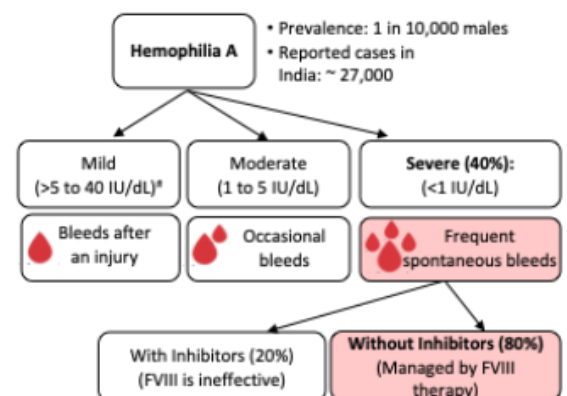 Hemophilia A
• Prevalence: 1 in 10,000 males
• Reported cases in
India: ~ 27,000
Mild
(>5 to 40 IU/dL)#
Moderate
(1 to 5 IU/dL)
Severe (40%):
(<1 IU/dL)
Bleeds after
an injury
Occasional
bleeds
Frequent
spontaneous bleeds
With Inhibitors (20%)
(FVIII is ineffective)
Without Inhibitors (80%)
(Managed by FVIII
therapy)